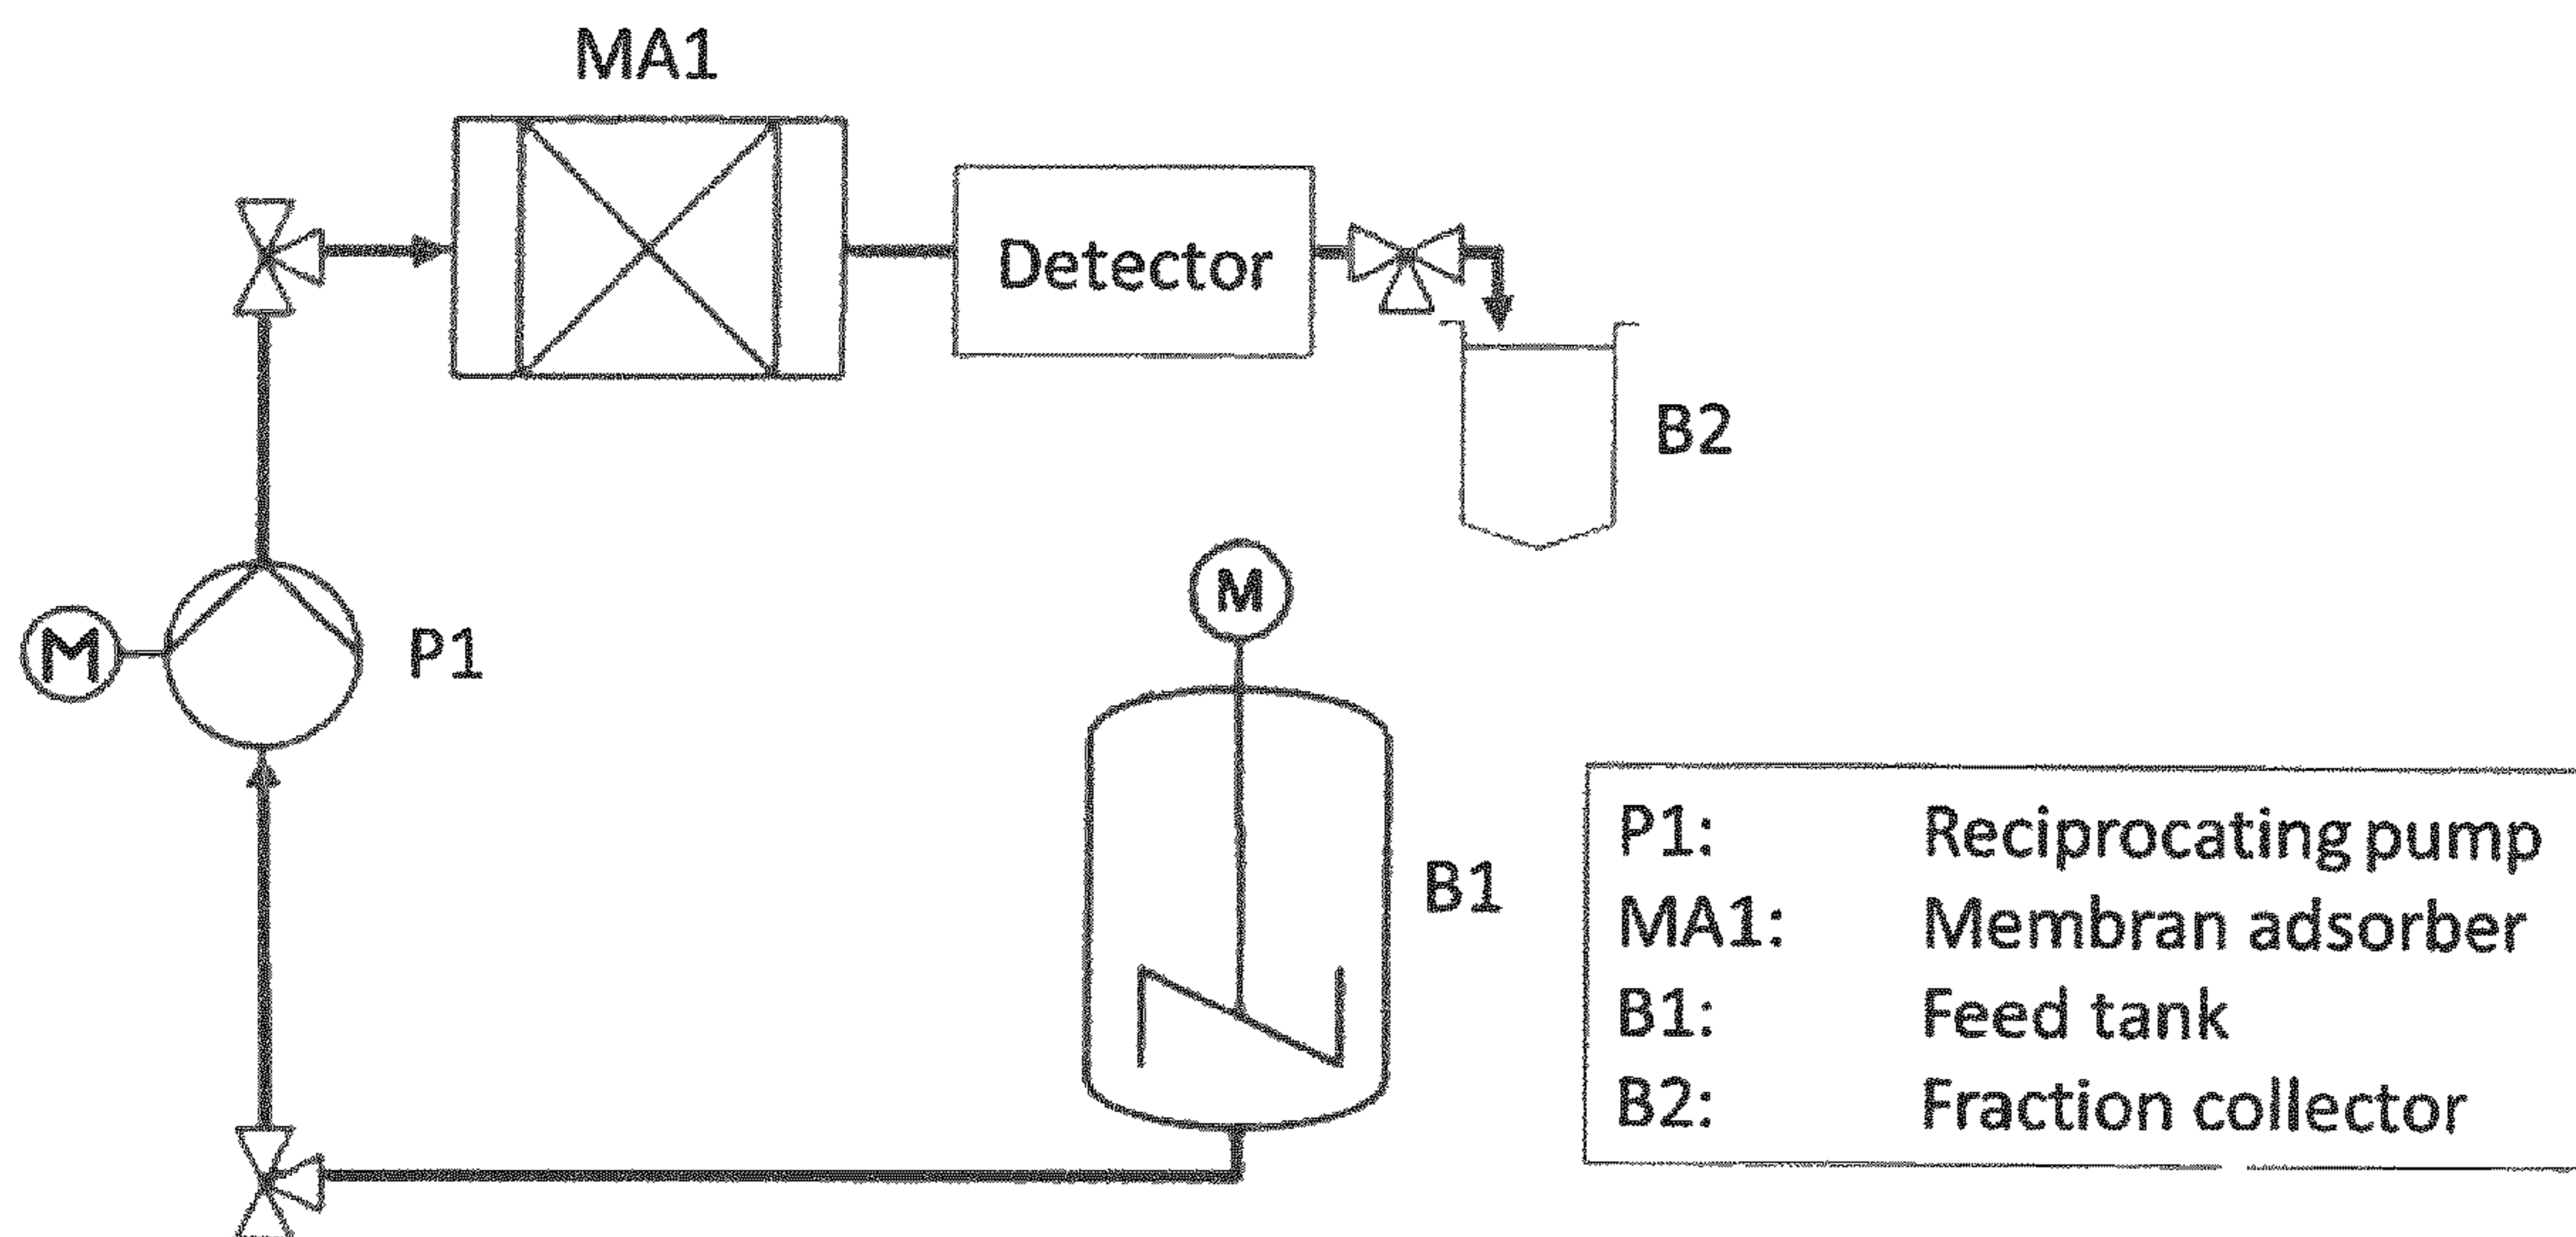 MA1
Detector
B2
M
M
P1
B1
P1: Reciprocating pump
MA1: Membran adsorber
B1: Feed tank
B2: Fraction collector